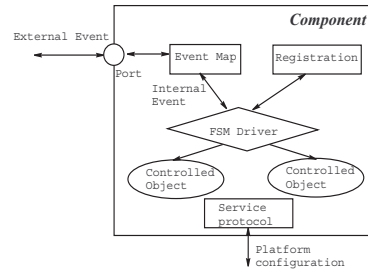 Component
External Event
Port
Event Map
Registration
Internal
Event
FSM Driver
Controlled
Object
Controlled
Object
Service
protocol
Platform
configuration